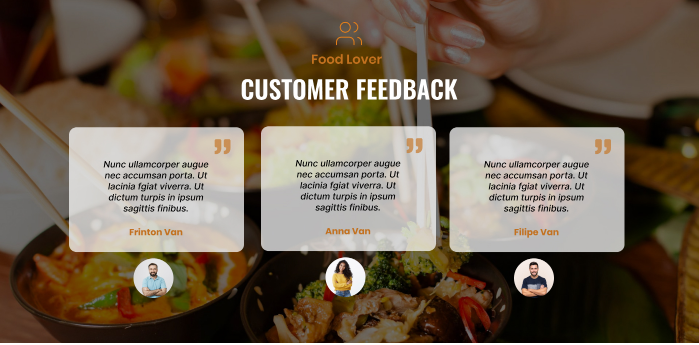 Food Lover
CUSTOMER FEEDBACK
Nunc ullamcorper augue
nec accumsan porta. Ut
lacinia fgiat viverra. Ut
dictum turpis in ipsum
sagittis finibus.
Frinton Van
Nunc ullamcorper augue
nec accumsan porta. Ut
lacinia fgiat viverra. Ut
dictum turpis in ipsum
sagittis finibus.
Anna Van
Nunc ullamcorper augue
nec accumsan porta. Ut
lacinia fgiat viverra. Ut
dictum turpis in ipsum
sagittis finibus.
Filipe Van